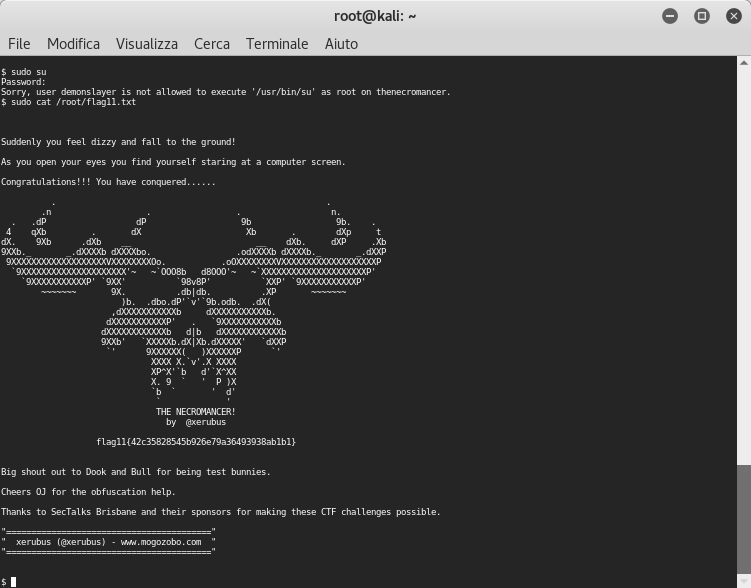 root@kali: ~
File Modifica Visualizza Cerca Terminale Aiuto
$ sudo su
Password:
Sorry, user demonslayer is not allowed to execute '/usr/bin/su' as root on thenecromancer.
$ sudo cat /root/flag11.txt
Suddenly you feel dizzy and fall to the ground!
As you open your eyes you find yourself staring at a computer screen.
Congratulations!!! You have conquered......
THE NECROMANCER!
by @xerubus
flag11{42c35828545b926e79a36493938ab1b1}
Big shout out to Dook and Bull for being test bunnies.
Cheers OJ for the obfuscation help.
Thanks to SecTalks Brisbane and their sponsors for making these CTF challenges possible.
"========================================="
" xerubus (@xerubus) - www.mogozobo.com "
"========================================="
$